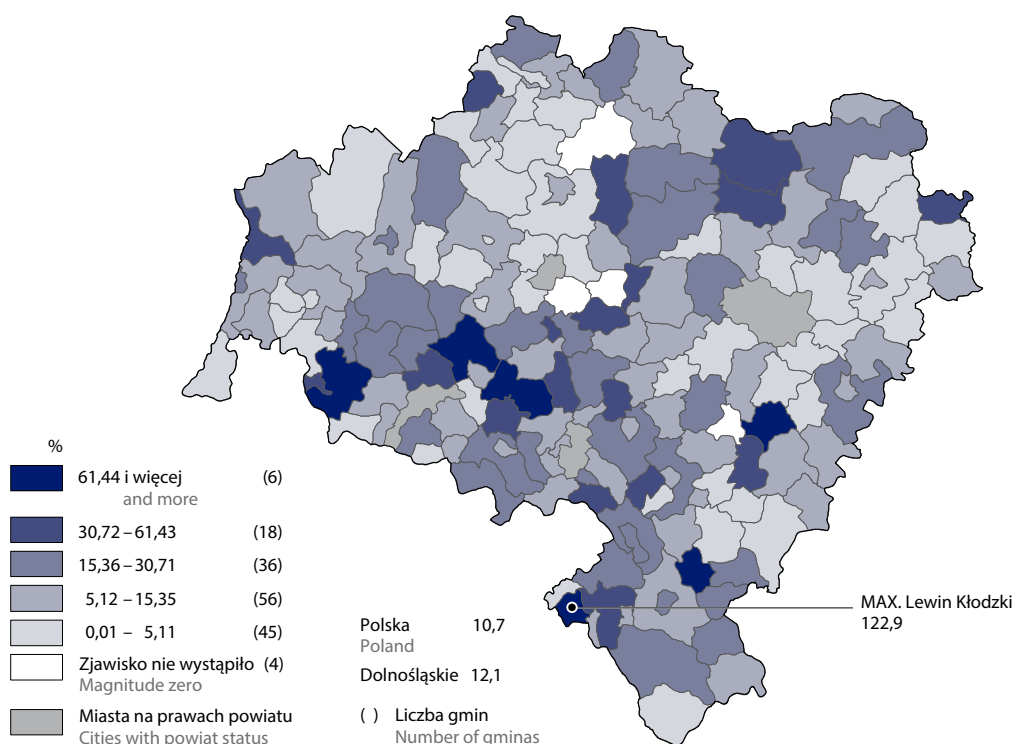 %
61,44 i więcej (6)
and more
30,72 – 61,43 (18)
15,36 – 30,71 (36)
5,12 – 15,35 (56)
0,01 – 5,11 (45)
Zjawisko nie wystąpiło (4)
Magnitude zero
Miasta na prawach powiatu
Cities with powiat status
Polska 10,7
Poland
Dolnośląskie 12,1
( ) Liczba gmin
Number of gminas
MAX. Lewin Kłodzki
122,9